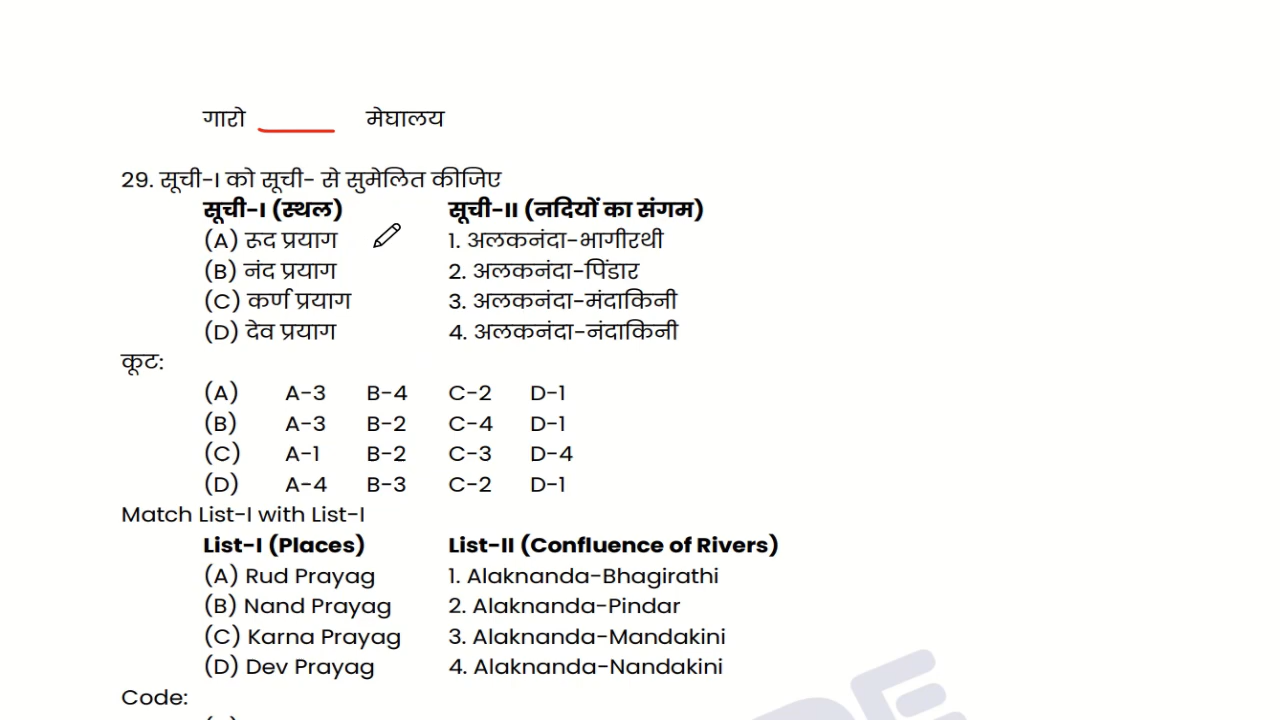 गारो मेघालय
29. सूची-I को सूची- से सुमेलित कीजिए
सूची-I (स्थल) सूची-II (नदियों का संगम)
(A) रूद प्रयाग 1. अलकनंदा-भागीरथी
(B) नंद प्रयाग 2. अलकनंदा-पिंडार
(C) कर्ण प्रयाग 3. अलकनंदा-मंदाकिनी
(D) देव प्रयाग 4. अलकनंदा-नंदाकिनी
कूट:
(A) A-3 B-4 C-2 D-1
(B) A-3 B-2 C-4 D-1
(C) A-1 B-2 C-3 D-4
(D) A-4 B-3 C-2 D-1
Match List-I with List-I
List-I (Places) List-II (Confluence of Rivers)
(A) Rud Prayag 1. Alaknanda-Bhagirathi
(B) Nand Prayag 2. Alaknanda-Pindar
(C) Karna Prayag 3. Alaknanda-Mandakini
(D) Dev Prayag 4. Alaknanda-Nandakini
Code: